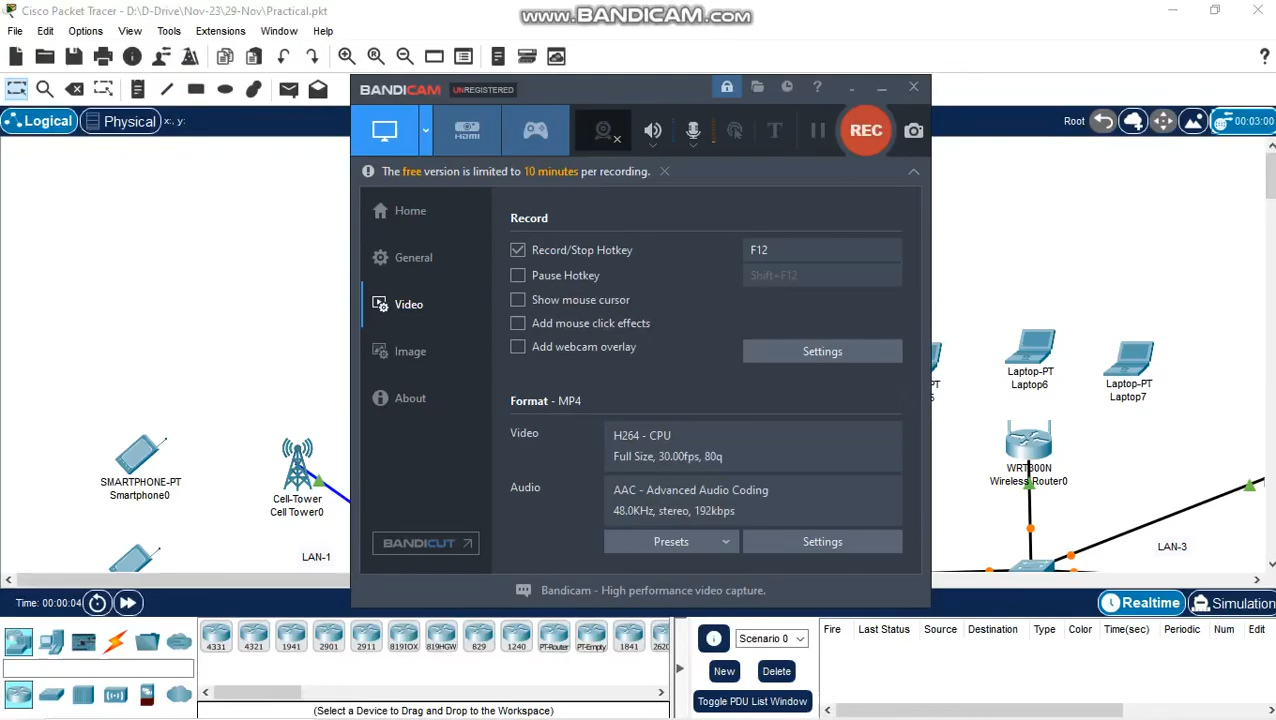 Cisco Packet Tracer - D:\D-Drive\Nov-23\29-Nov\Practical.pkt
www.BANDICAM.com
File Edit Options View Tools Extensions Window Help
Logical Physical x:, y:
Root 00:03:00
BANDICAM UNREGISTERED
HDMI
REC
The free version is limited to 10 minutes per recording.
Home
General
Video
Image
About
BANDICUT
Record
Record/Stop Hotkey F12
Pause Hotkey Shift+F12
Show mouse cursor
Add mouse click effects
Add webcam overlay Settings
Format - MP4
Video H264 - CPU
Full Size, 30.00fps, 80q
Audio AAC - Advanced Audio Coding
48.0KHz, stereo, 192kbps
Presets Settings
Bandicam - High performance video capture.
SMARTPHONE-PT
Smartphone0
Cell-Tower
Cell Tower0
LAN-1
Laptop-PT
Laptop6
Laptop-PT
Laptop7
WRT300N
Wireless Router0
LAN-3
Time: 00:00:04
Realtime Simulation
4331 4321 1941 2901 2911 819IOX 819HGW 829 1240 PT-Router PT-Empty 1841 2620
(Select a Device to Drag and Drop to the Workspace)
Scenario 0
New Delete
Toggle PDU List Window
Fire Last Status Source Destination Type Color Time(sec) Periodic Num Edit